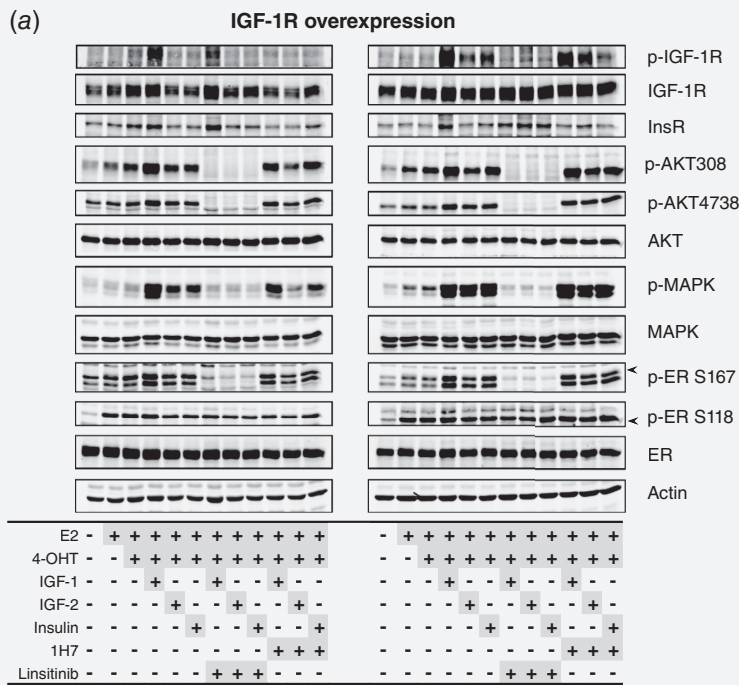 (a) IGF-1R overexpression
p-IGF-1R
IGF-1R
InsR
p-AKT308
p-AKT4738
AKT
p-MAPK
MAPK
p-ER S167
p-ER S118
ER
Actin
E2 - + + + + + + + + + + + - + + + + + + + + + + +
4-OHT - - + + + + + + + + + + - - + + + + + + + + + +
IGF-1 - - - + - - + - - + - - - - - + - - + - - + - -
IGF-2 - - - - + - - + - - + - - - - - + - - + - - + -
Insulin - - - - - + - - + - - + - - - - - + - - + - - +
1H7 - - - - - - - - - + + + - - - - - - - - - + + +
Linsitinib - - - - - - + + + - - - - - - - - - + + + - - -